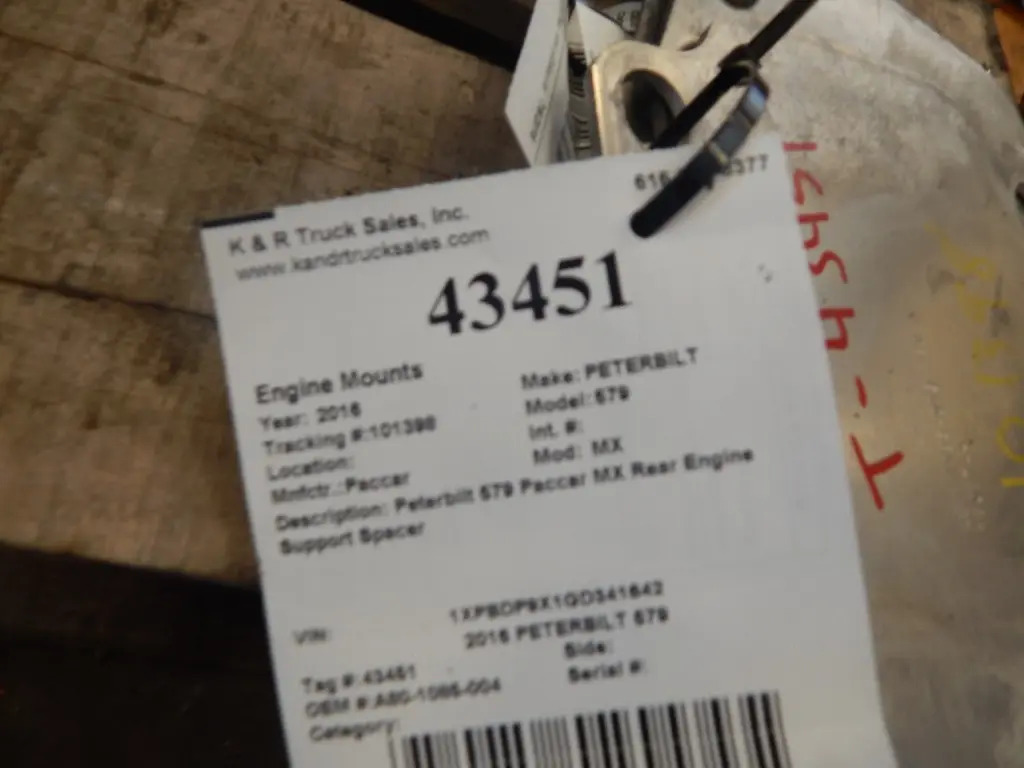 K & R Truck Sales, Inc.
www.kandrtrucksales.com
43451
Engine Mounts
Make: PETERBILT
Year: 2016
Model: 579
Tracking #:101398
Int. #:
Location:
Mod: MX
Mnfctr.:Paccar
Description: Peterbilt 579 Paccar MX Rear Engine
Support Spacer
VIN:
2016 PETERBILT 579
Side:
Tag #:43451
Serial #:
OEM #:A80-1086-004
Category: